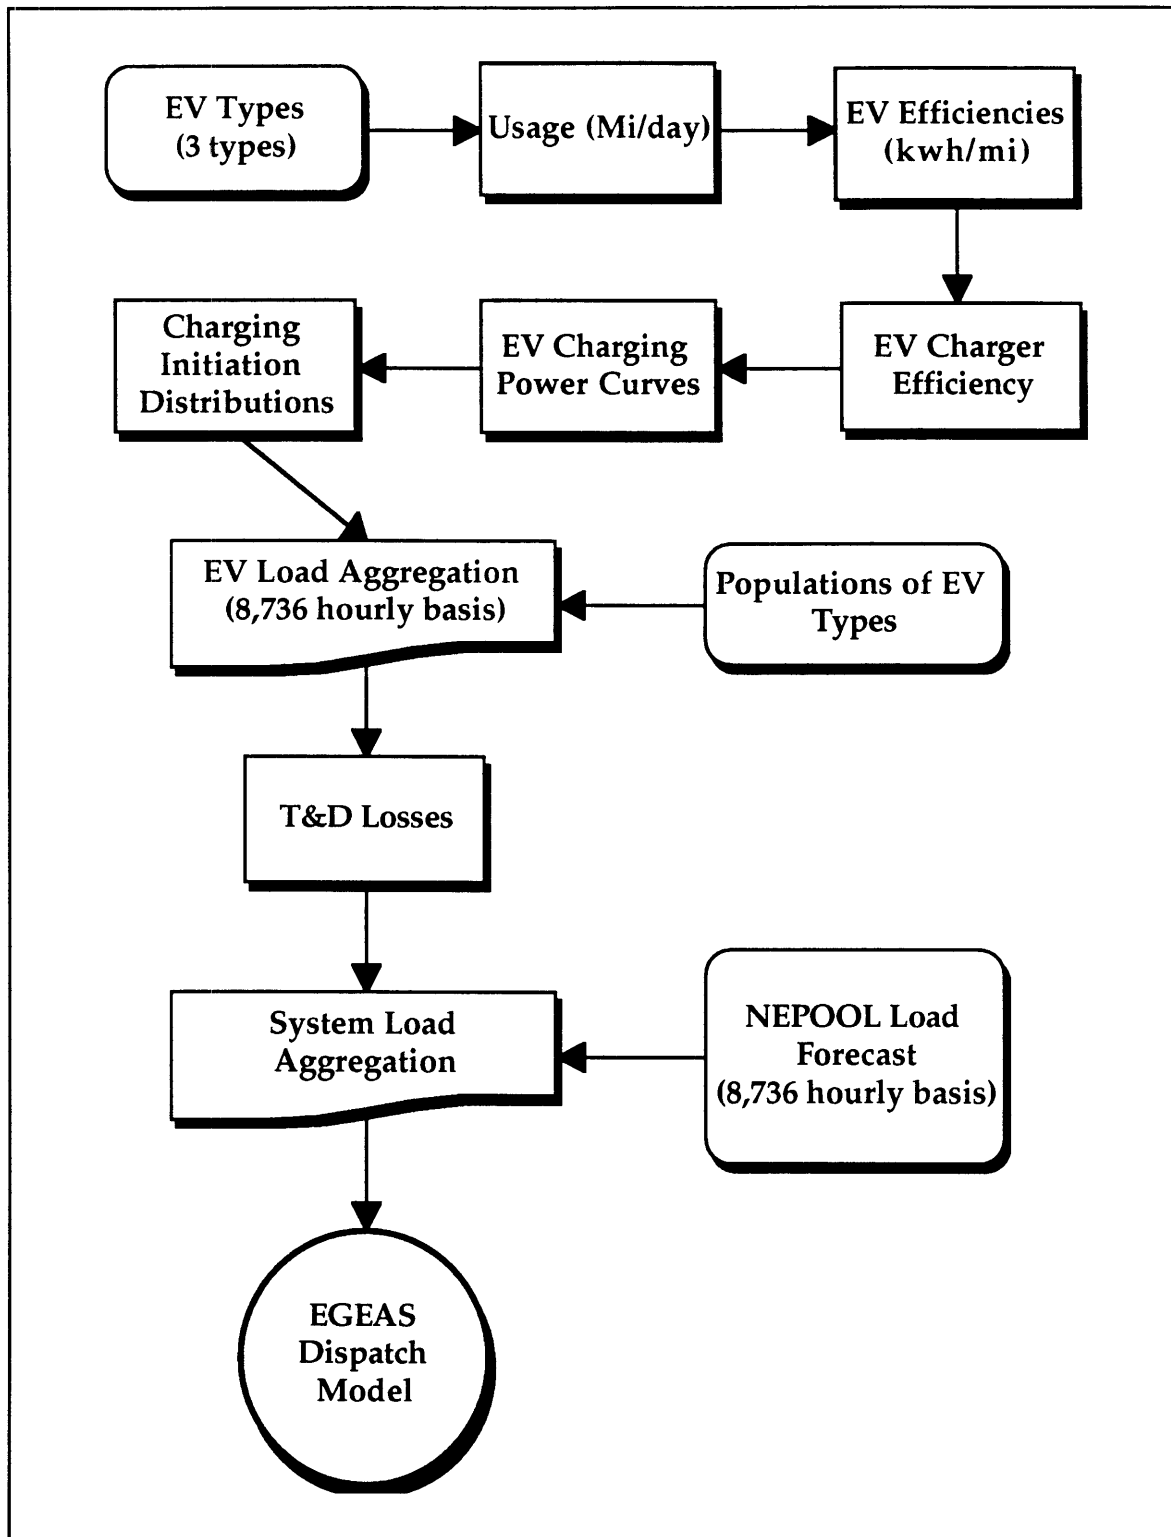 EV Types
(3 types)
Usage (Mi/day)
EV Efficiencies
(kwh/mi)
Charging
Initiation
Distributions
EV Charging
Power Curves
EV Charger
Efficiency
EV Load Aggregation
(8,736 hourly basis)
Populations of EV
Types
T&D Losses
System Load
Aggregation
NEPOOL Load
Forecast
(8,736 hourly basis)
EGEAS
Dispatch
Model